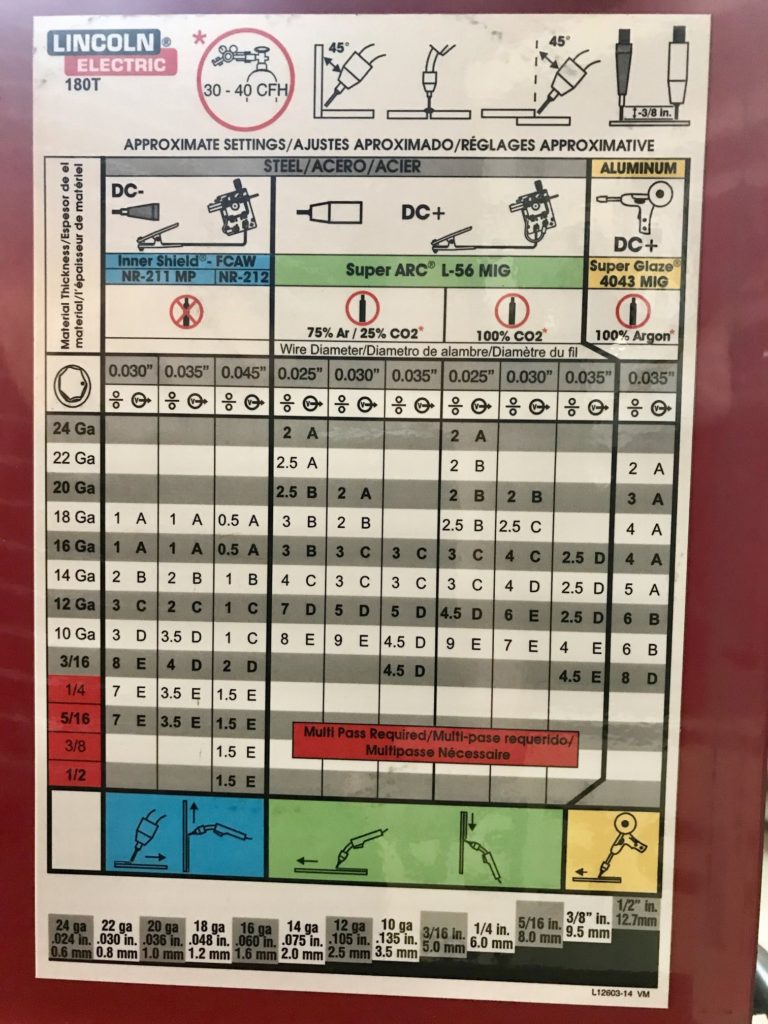 LINCOLN®
ELECTRIC
180T
*
30 - 40 CFH
45°
45°
-3/8 in.
APPROXIMATE SETTINGS/AJUSTES APROXIMADO/RÉGLAGES APPROXIMATIVE
Material Thickness/Espesor de el
material/l'épaisseur de matériel
STEEL/ACERO/ACIER
ALUMINUM
DC-
DC+
DC+
Inner Shield® - FCAW
NR-211 MP NR-212
Super ARC® L-56 MIG
Super Glaze®
4043 MIG
75% Ar / 25% CO2*
100% CO2*
100% Argon*
Wire Diameter/Diametro de alambre/Diamètre du fil
0.030" 0.035" 0.045" 0.025" 0.030" 0.035" 0.025" 0.030" 0.035" 0.035"
V V V V V V V V V V
24 Ga 2 A 2 A
22 Ga 2.5 A 2 B 2 A
20 Ga 2.5 B 2 A 2 B 2 B 3 A
18 Ga 1 A 1 A 0.5 A 3 B 2 B 2.5 B 2.5 C 4 A
16 Ga 1 A 1 A 0.5 A 3 B 3 C 3 C 3 C 4 C 2.5 D 4 A
14 Ga 2 B 2 B 1 B 4 C 3 C 3 C 3 C 4 D 2.5 D 5 A
12 Ga 3 C 2 C 1 C 7 D 5 D 5 D 4.5 D 6 E 2.5 D 6 B
10 Ga 3 D 3.5 D 1 C 8 E 9 E 4.5 D 9 E 7 E 4 E 6 B
3/16 8 E 4 D 2 D 4.5 D 4.5 E 8 D
1/4 7 E 3.5 E 1.5 E
5/16 7 E 3.5 E 1.5 E
3/8 1.5 E
1/2 1.5 E
Multi Pass Required/Multi-pase requerido/
Multipasse Nécessaire
24 ga
.024 in.
0.6 mm
22 ga
.030 in.
0.8 mm
20 ga
.036 in.
1.0 mm
18 ga
.048 in.
1.2 mm
16 ga
.060 in.
1.6 mm
14 ga
.075 in.
2.0 mm
12 ga
.105 in.
2.5 mm
10 ga
.135 in.
3.5 mm
3/16 in.
5.0 mm
1/4 in.
6.0 mm
5/16 in.
8.0 mm
3/8" in.
9.5 mm
1/2" in.
12.7mm
L12603-14 VM